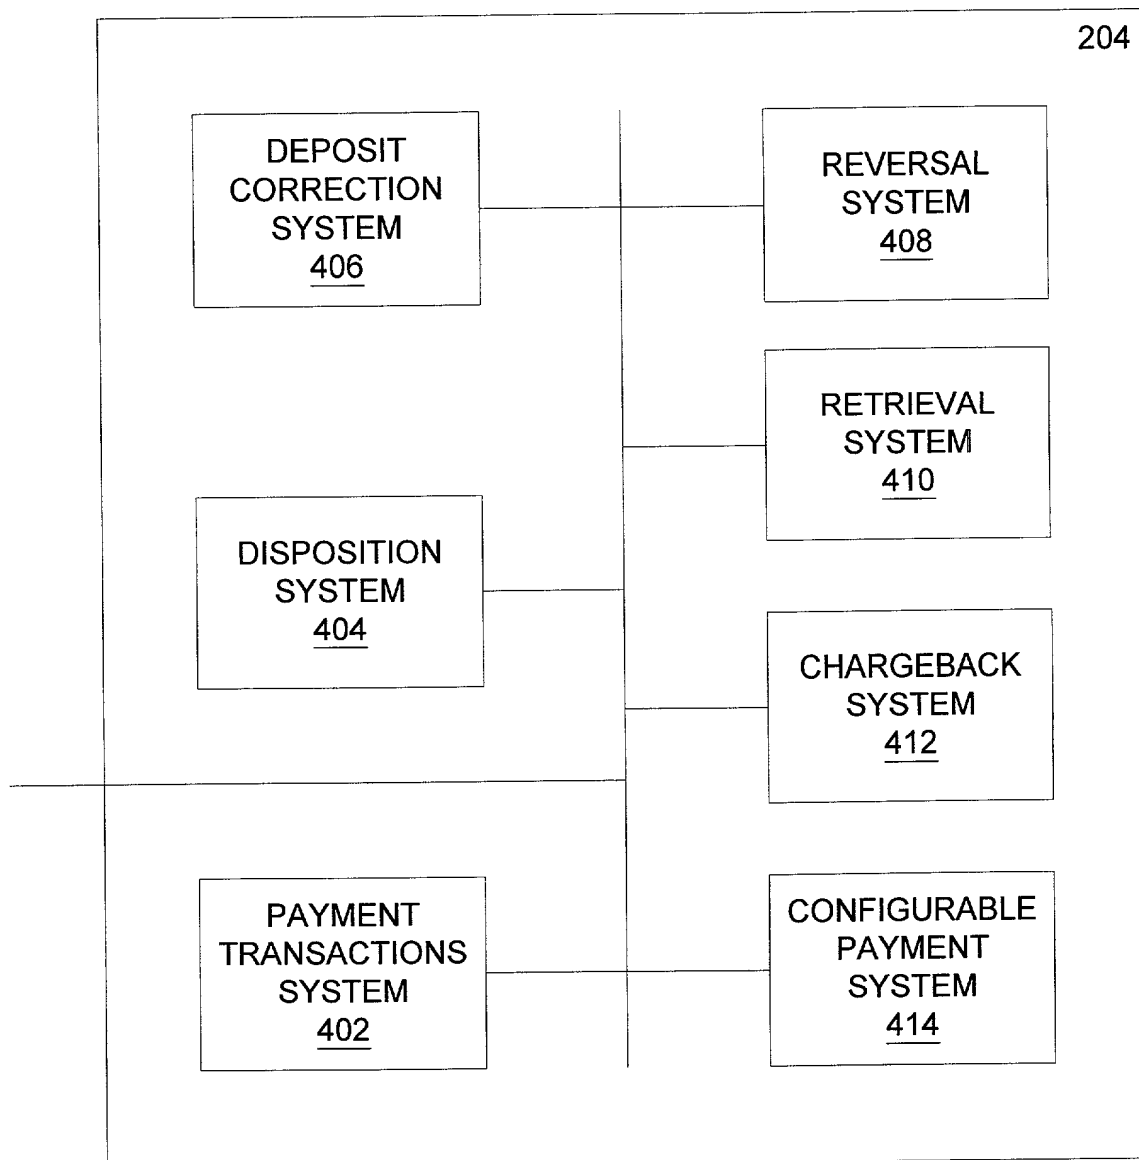 204
DEPOSIT
CORRECTION
SYSTEM
406
REVERSAL
SYSTEM
408
RETRIEVAL
SYSTEM
410
DISPOSITION
SYSTEM
404
CHARGEBACK
SYSTEM
412
PAYMENT
TRANSACTIONS
SYSTEM
402
CONFIGURABLE
PAYMENT
SYSTEM
414